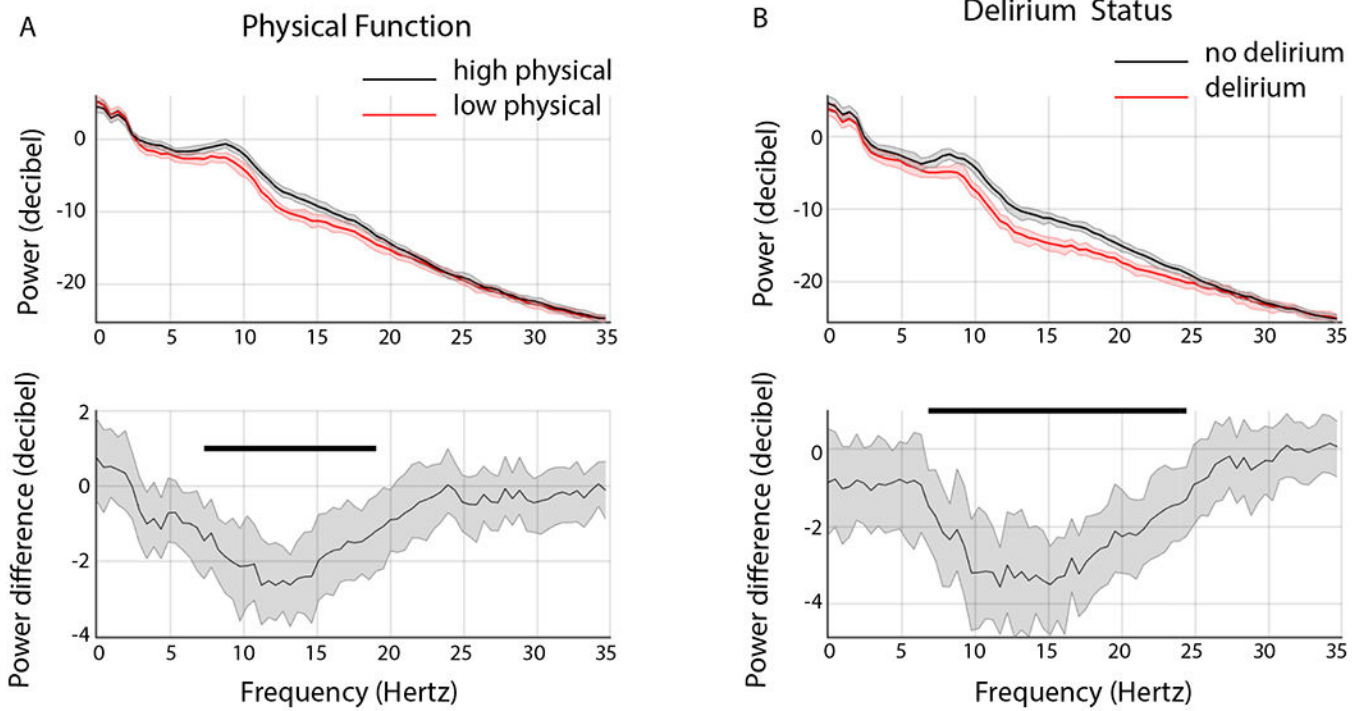 A
Physical Function
high physical
low physical
Power (decibel)
0
-10
-20
0 5 10 15 20 25 30 35
Power difference (decibel)
2
0
-2
-4
0 5 10 15 20 25 30 35
Frequency (Hertz)
B
Delirium Status
no delirium
delirium
Power (decibel)
0
-10
-20
0 5 10 15 20 25 30 35
Power difference (decibel)
0
-2
-4
0 5 10 15 20 25 30 35
Frequency (Hertz)